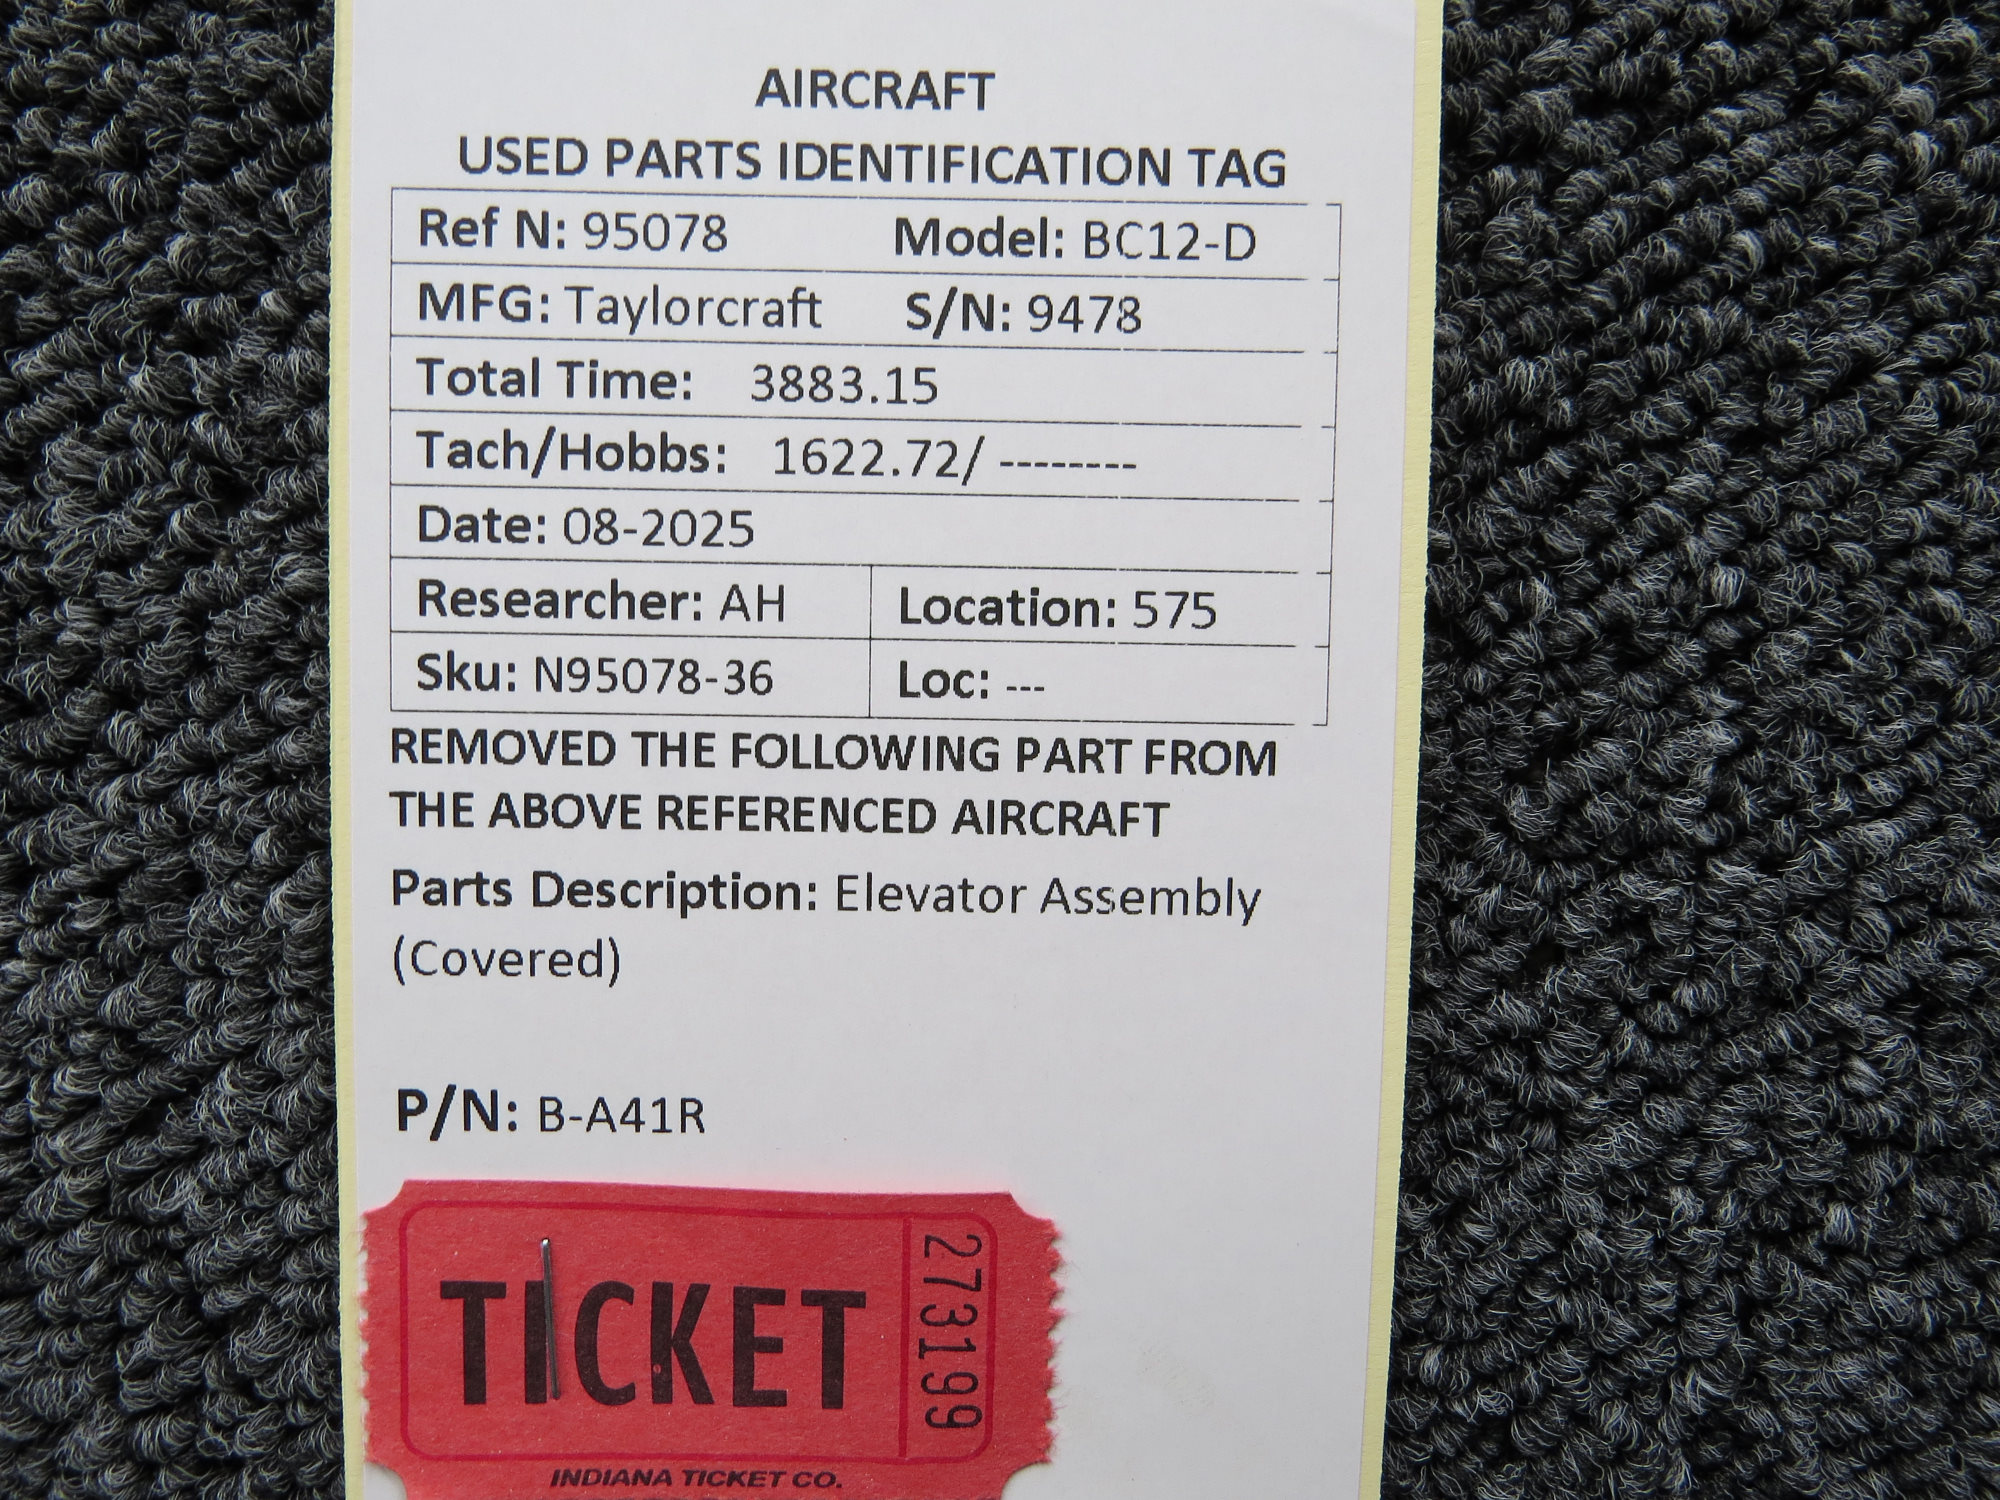 AIRCRAFT
USED PARTS IDENTIFICATION TAG
Ref N: 95078 Model: BC12-D
MFG: Taylorcraft S/N: 9478
Total Time: 3883.15
Tach/Hobbs: 1622.72/ --------
Date: 08-2025
Researcher: AH Location: 575
Sku: N95078-36 Loc: ---
REMOVED THE FOLLOWING PART FROM
THE ABOVE REFERENCED AIRCRAFT
Parts Description: Elevator Assembly
(Covered)
P/N: B-A41R
TICKET
273199
INDIANA TICKET CO.